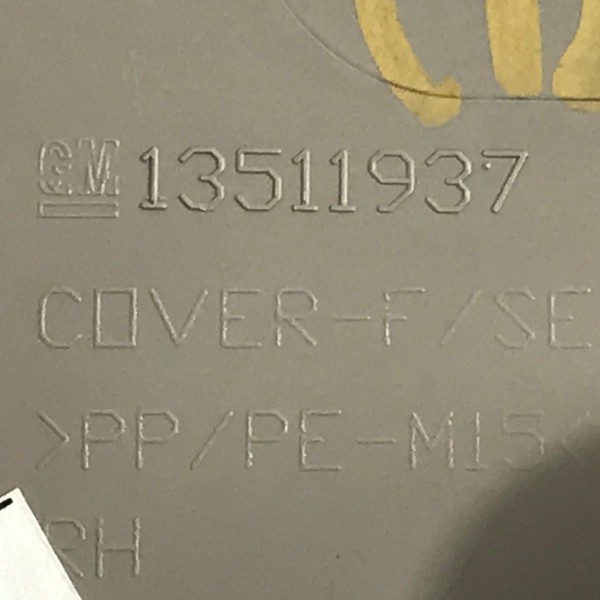 GM 13511937
COVER-F/SE
>PP/PE-M15<
RH